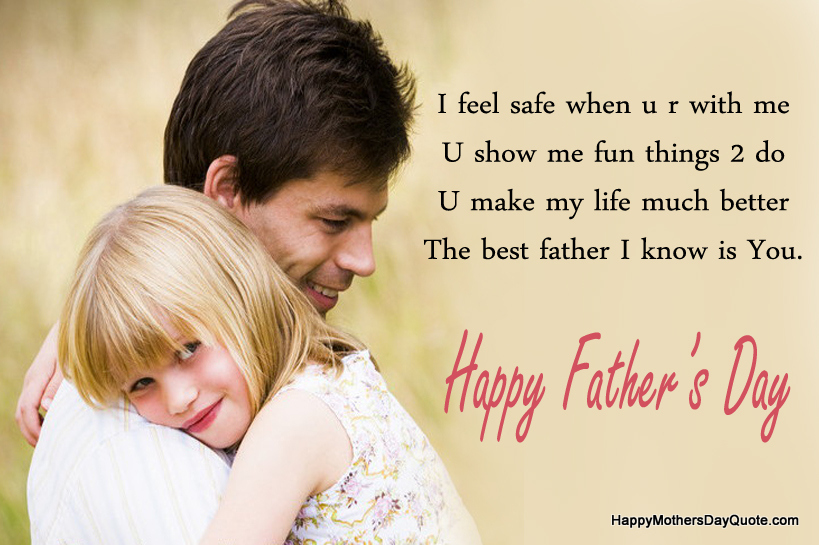 I feel safe when u r with me
U show me fun things 2 do
U make my life much better
The best father I know is You.
Happy Father's Day
HappyMothersDayQuote.com